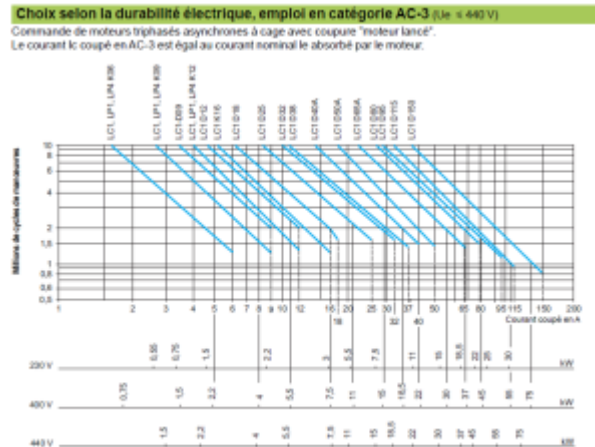 Choix selon la durabilité électrique, emploi en catégorie AC-3 (Ue ≤ 440 V)
Commande de moteurs triphasés asynchrones à cage avec coupure "moteur lancé".
Le courant Ic coupé en AC-3 est égal au courant nominal Ie absorbé par le moteur.
LC1, LP1, LP4 K06
LC1, LP1, LP4 K09
LC1 D09
LC1, LP1, LP4 K12
LC1 D12
LC1 K16
LC1 D18
LC1 D25
LC1 D32
LC1 D38
LC1 D40A
LC1 D50A
LC1 D65A
LC1 D80
LC1 D95
LC1 D115
LC1 D150
Millions de cycles de manœuvres
10
8
6
4
2
1,5
1
0,8
0,6
0,5
1 2 3 4 5 6 7 8 9 10 12 16 18 20 25 30 32 37 40 50 65 80 95 115 150 200
Courant coupé en A
230 V 0,55 0,75 1,5 2,2 3 5,5 7,5 11 15 18,5 22 25 30 kW
400 V 0,75 1,5 2,2 4 5,5 7,5 11 15 18,5 22 30 37 45 55 75 kW
440 V 1,5 2,2 4 5,5 7,5 11 15 18,5 22 30 37 45 55 75 kW